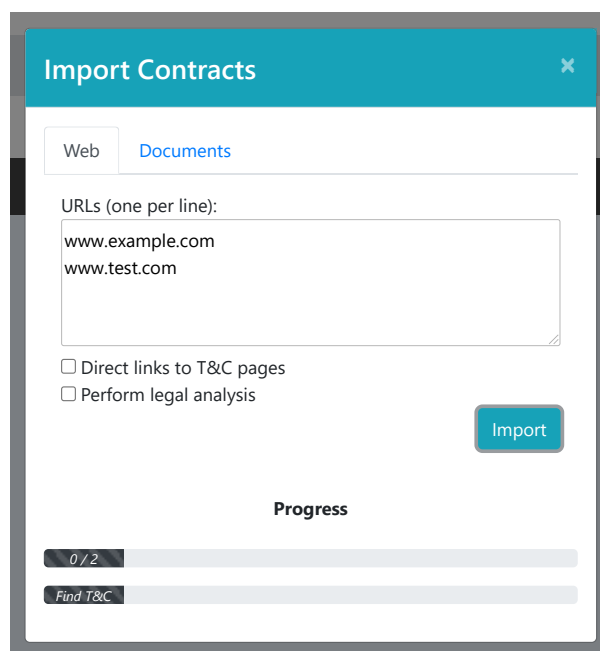 Import Contracts ×
Web Documents
URLs (one per line):
www.example.com
www.test.com
Direct links to T&C pages
Perform legal analysis
Import
Progress
0 / 2
Find T&C